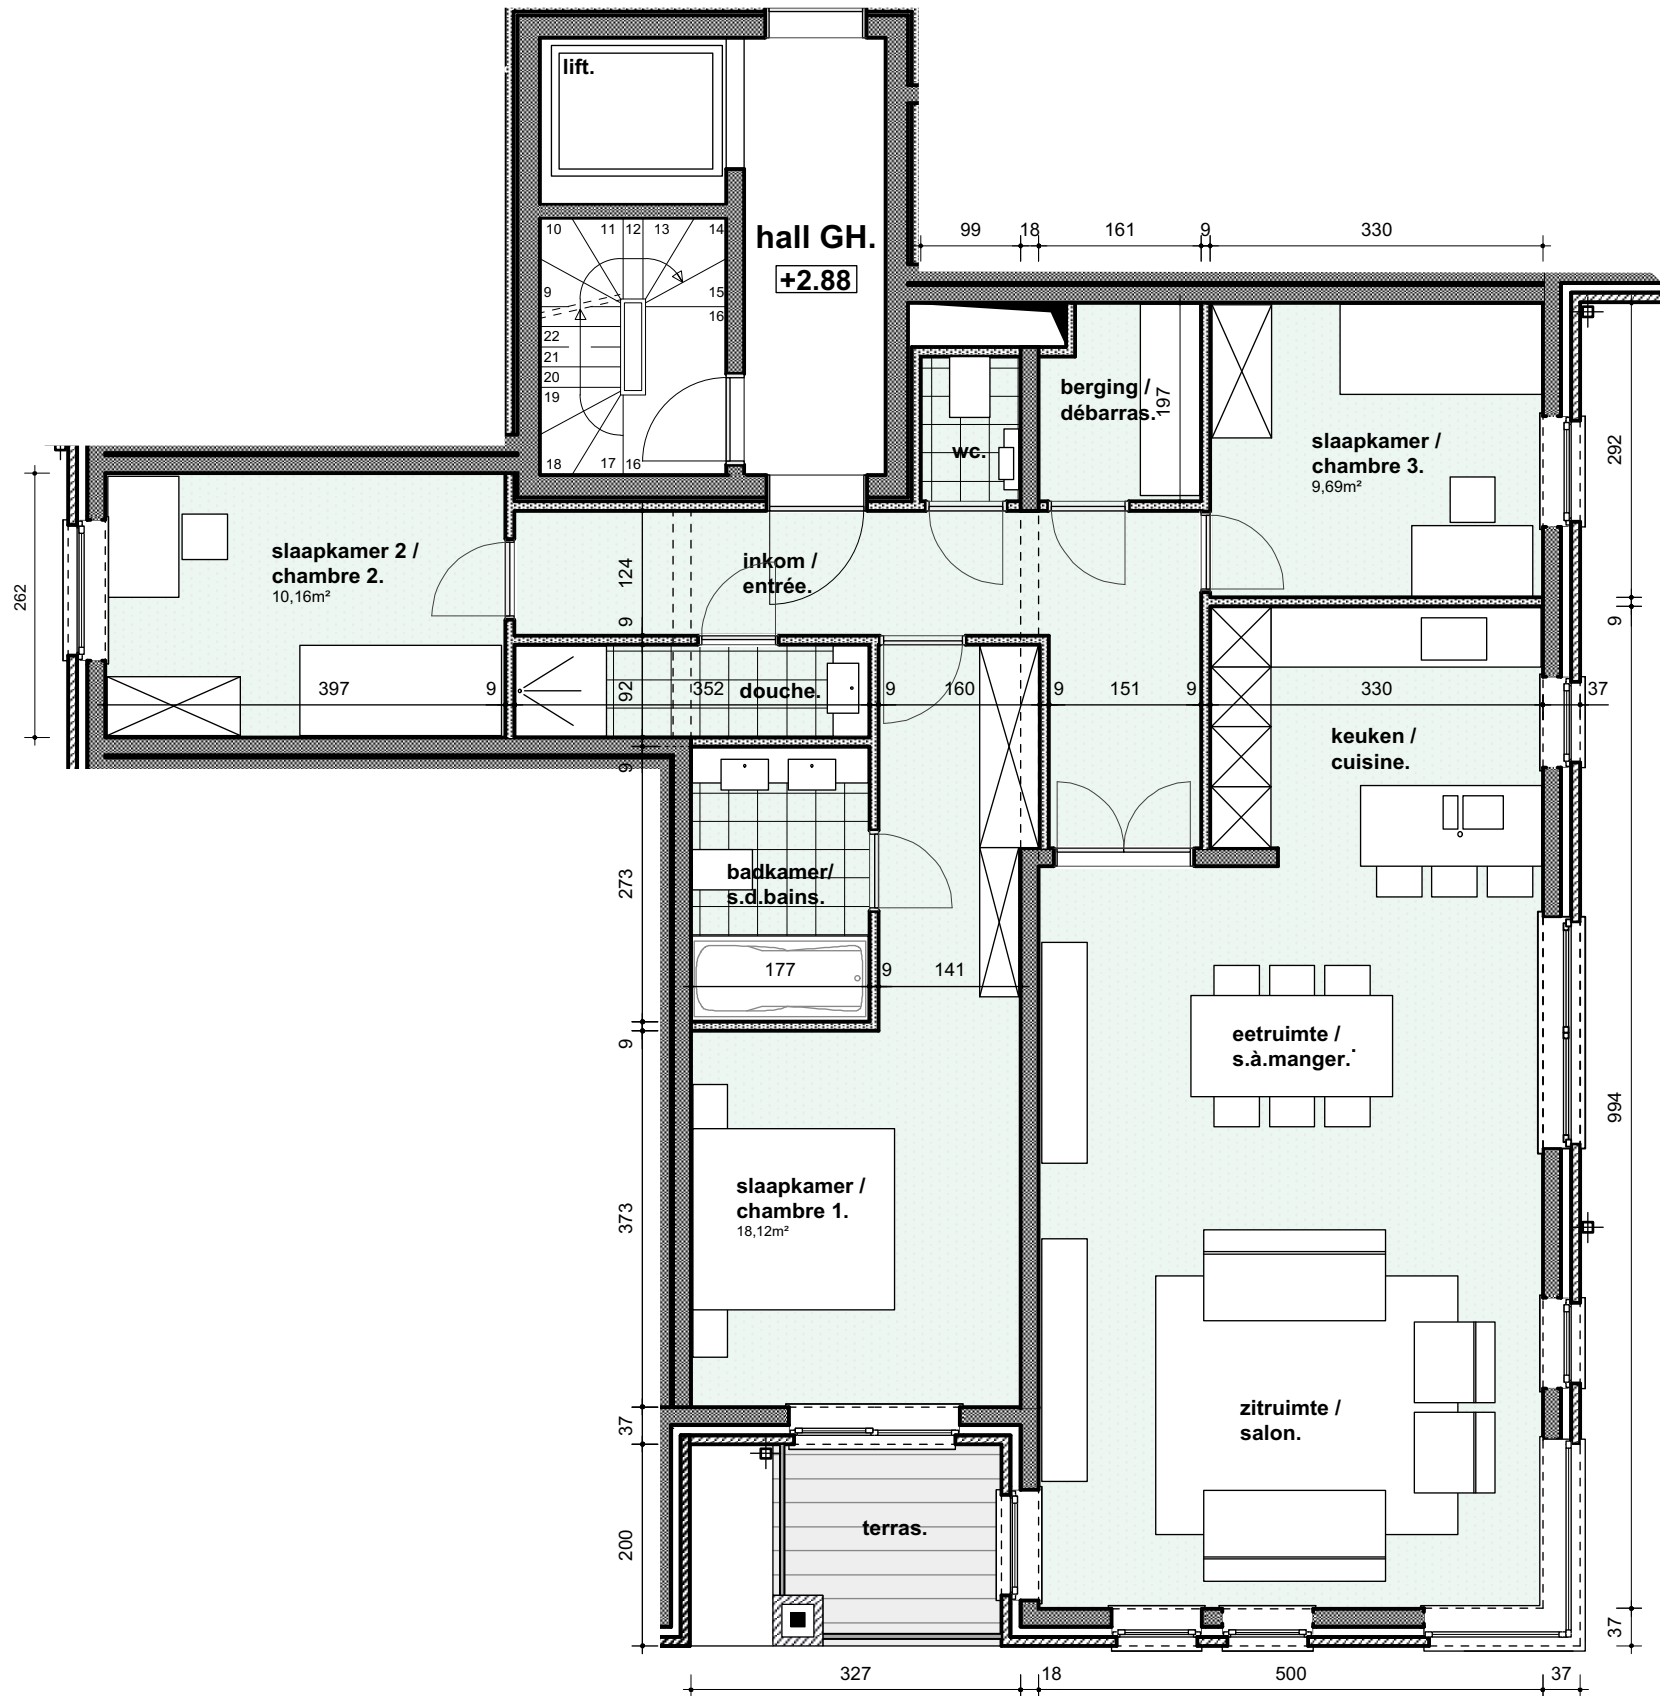 lift.
10
11
12
13
14
hall GH.
+2.88
9
15
16
22
21
20
19
18
17
16
99
18
161
9
330
berging /
débarras.
197
wc.
slaapkamer /
chambre 3.
9,69m²
292
9
262
slaapkamer 2 /
chambre 2.
10,16m²
inkom /
entrée.
124
9
92
9
397
9
352
douche.
9
160
9
151
9
330
37
keuken /
cuisine.
badkamer/
s.d.bains.
273
177
9
141
9
eetruimte /
s.à.manger.
994
slaapkamer /
chambre 1.
18,12m²
373
zitruimte /
salon.
37
terras.
200
37
327
18
500
37